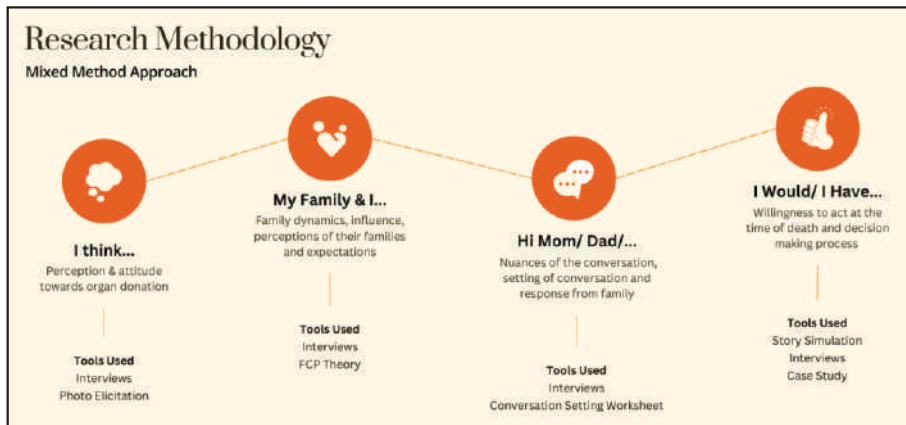 Research Methodology
Mixed Method Approach
I think...
Perception & attitude
towards organ donation
Tools Used
Interviews
Photo Elicitation
My Family & I...
Family dynamics, influence,
perceptions of their families
and expectations
Tools Used
Interviews
FCP Theory
Hi Mom/ Dad/...
Nuances of the conversation,
setting of conversation and
response from family
Tools Used
Interviews
Conversation Setting Worksheet
I Would/ I Have...
Willingness to act at the
time of death and decision
making process
Tools Used
Story Simulation
Interviews
Case Study